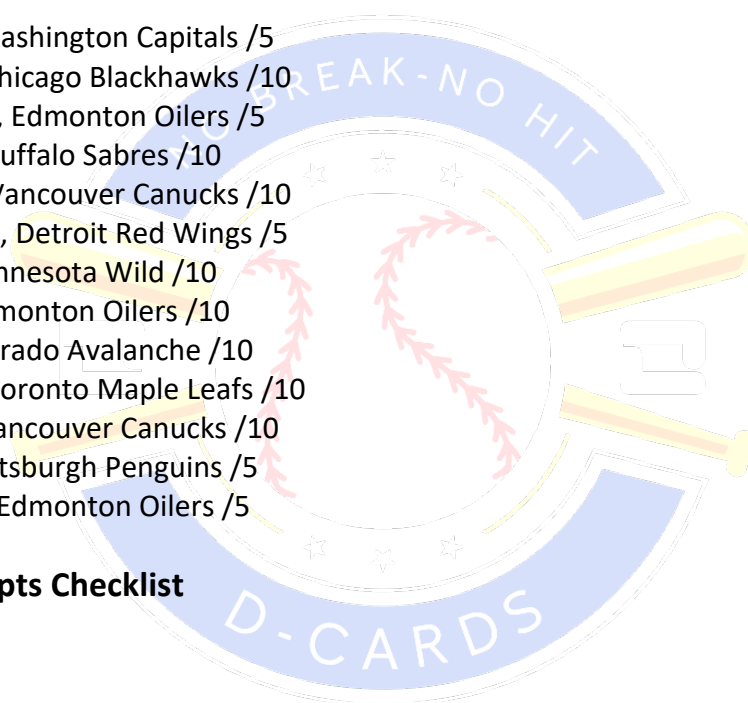 ashington Capitals /5
hicago Blackhawks /10
, Edmonton Oilers /5
uffalo Sabres /10
Vancouver Canucks /10
, Detroit Red Wings /5
nnesota Wild /10
monton Oilers /10
rado Avalanche /10
oronto Maple Leafs /10
ancouver Canucks /10
tsburgh Penguins /5
Edmonton Oilers /5
pts Checklist
NO BREAK-NO HIT
D-CARDS